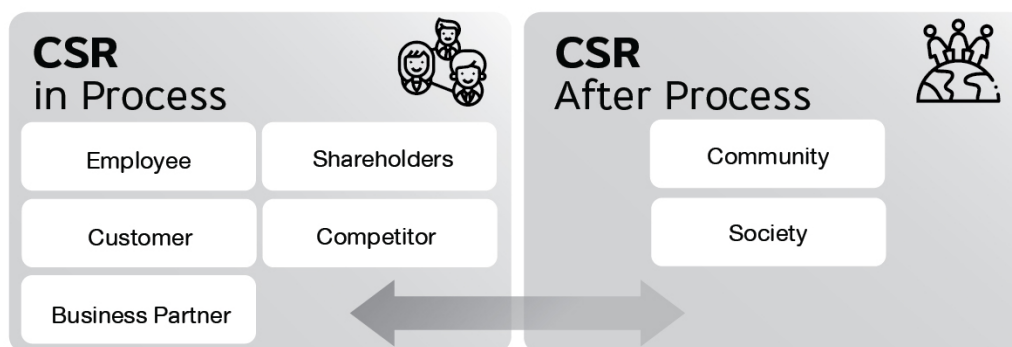 CSR
in Process
Employee
Shareholders
Customer
Competitor
Business Partner
CSR
After Process
Community
Society